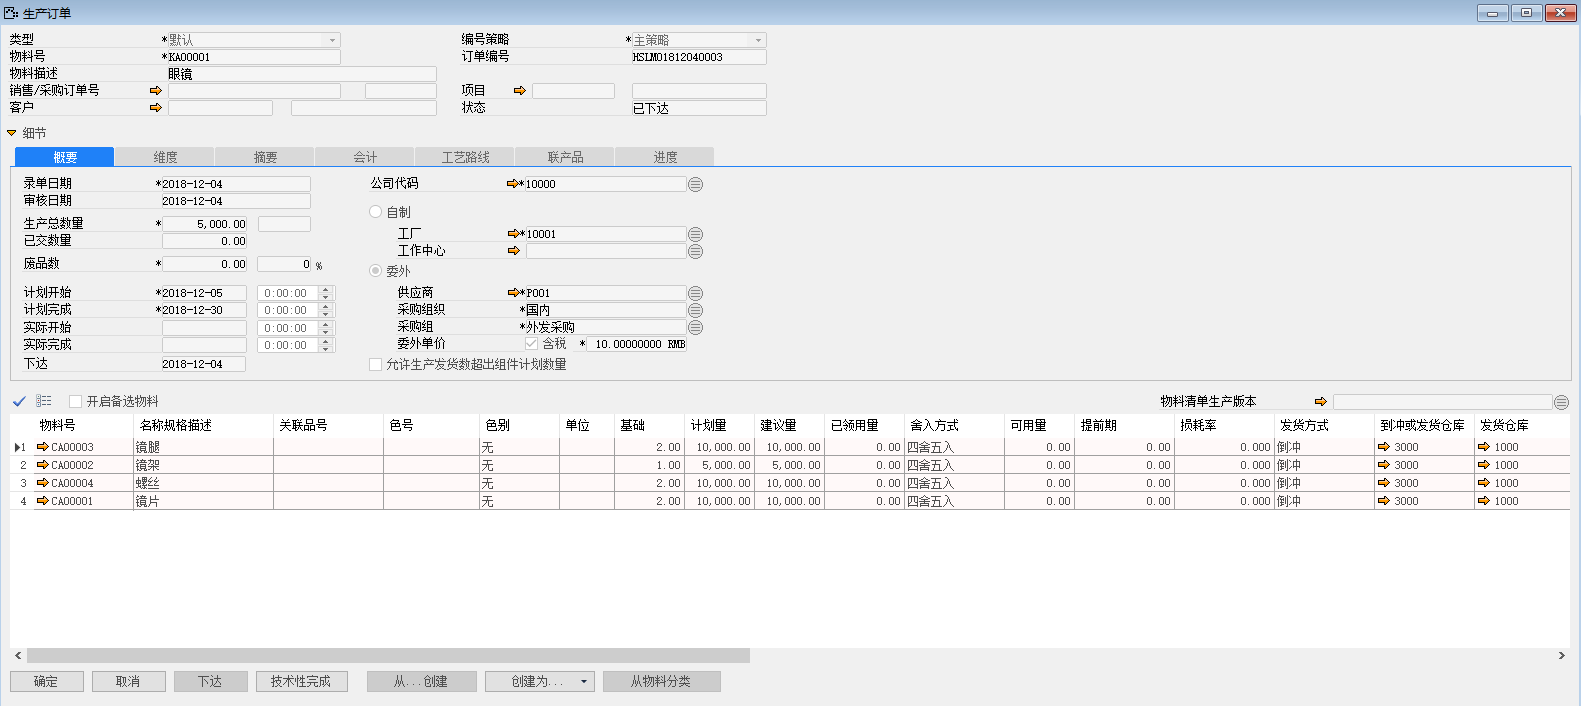 生产订单
类型 *默认 编号策略 *主策略
物料号 *KA00001 订单编号 HSLM01812040003
物料描述 眼镜
销售/采购订单号 项目
客户 状态 已下达
细节
概要 维度 摘要 会计 工艺路线 联产品 进度
录单日期 *2018-12-04 公司代码 *10000
审核日期 2018-12-04
自制
生产总数量 * 5,000.00 工厂 *10001
已交数量 0.00 工作中心
废品数 * 0.00 0 % 委外
计划开始 *2018-12-05 0:00:00 供应商 *P001
计划完成 *2018-12-30 0:00:00 采购组织 *国内
实际开始 0:00:00 采购组 *外发采购
实际完成 0:00:00 委外单价 含税 * 10.00000000 RMB
下达 2018-12-04 允许生产发货数超出组件计划数量
开启备选物料 物料清单生产版本
物料号 名称规格描述 关联品号 色号 色别 单位 基础 计划量 建议量 已领用量 舍入方式 可用量 提前期 损耗率 发货方式 到冲或发货仓库 发货仓库
1 CA00003 镜腿 无 2.00 10,000.00 10,000.00 0.00 四舍五入 0.00 0.00 0.000 倒冲 3000 1000
2 CA00002 镜架 无 1.00 5,000.00 5,000.00 0.00 四舍五入 0.00 0.00 0.000 倒冲 3000 1000
3 CA00004 螺丝 无 2.00 10,000.00 10,000.00 0.00 四舍五入 0.00 0.00 0.000 倒冲 3000 1000
4 CA00001 镜片 无 2.00 10,000.00 10,000.00 0.00 四舍五入 0.00 0.00 0.000 倒冲 3000 1000
确定 取消 下达 技术性完成 从...创建 创建为... 从物料分类